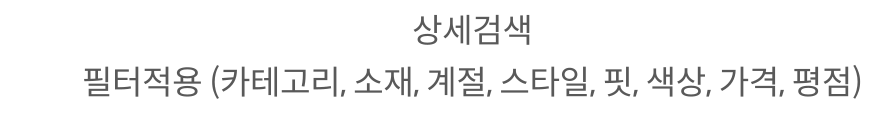 상세검색
필터적용 (카테고리, 소재, 계절, 스타일, 핏, 색상, 가격, 평점)